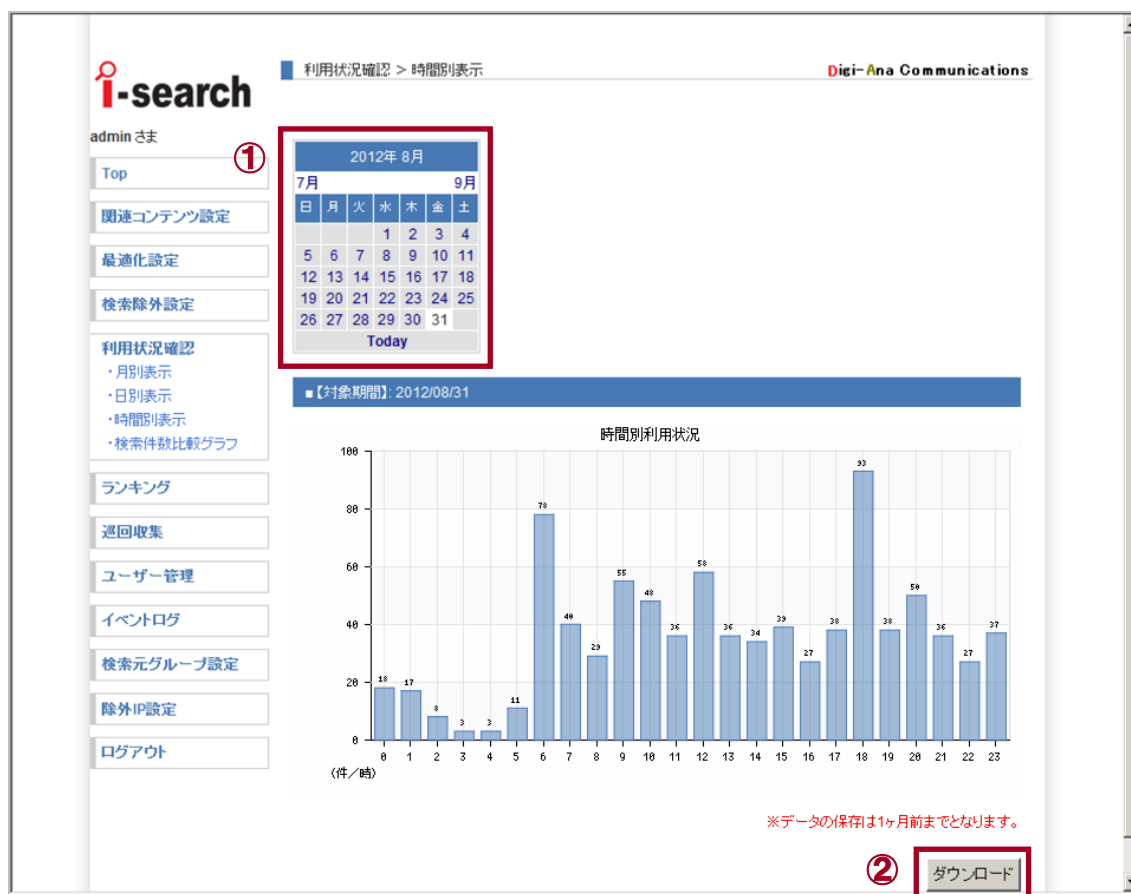 i-search
利用状況確認 > 時間別表示
Digi-Ana Communications
admin さま
①
2012年 8月
7月 9月
日 月 火 水 木 金 土
1 2 3 4
5 6 7 8 9 10 11
12 13 14 15 16 17 18
19 20 21 22 23 24 25
26 27 28 29 30 31
Today
Top
関連コンテンツ設定
最適化設定
検索除外設定
利用状況確認
・月別表示
・日別表示
・時間別表示
・検索件数比較グラフ
ランキング
巡回収集
ユーザー管理
イベントログ
検索元グループ設定
除外IP設定
ログアウト
■【対象期間】: 2012/08/31
時間別利用状況
100
80
60
40
20
0
18 17 8 3 3 11 78 40 29 55 48 36 58 36 34 39 27 38 93 38 50 36 27 37
0 1 2 3 4 5 6 7 8 9 10 11 12 13 14 15 16 17 18 19 20 21 22 23
(件/時)
※データの保存は1ヶ月前までとなります。
②
ダウンロード